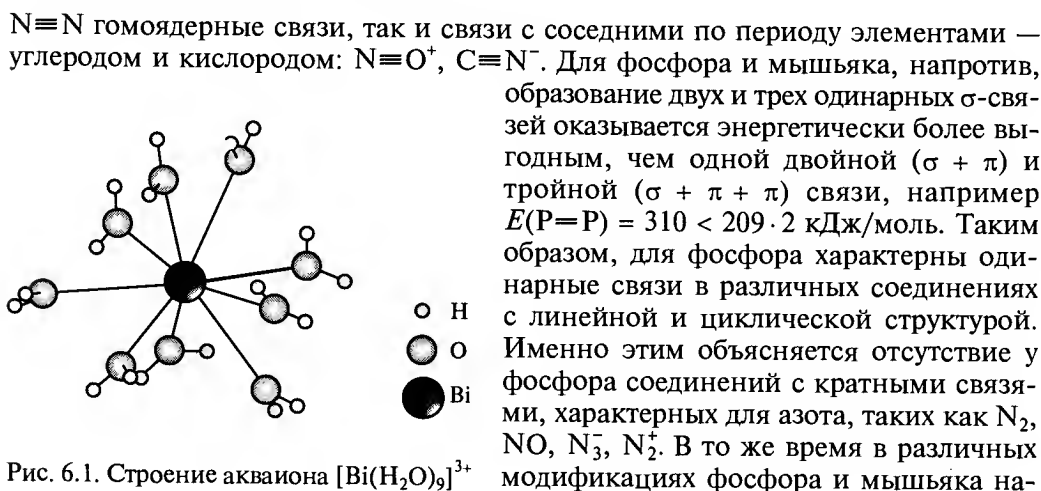 N≡N гомоядерные связи, так и связи с соседними по периоду элементами —
углеродом и кислородом: N≡O⁺, C≡N⁻. Для фосфора и мышьяка, напротив,
образование двух и трех одинарных σ-свя-
зей оказывается энергетически более вы-
годным, чем одной двойной (σ + π) и
тройной (σ + π + π) связи, например
E(P=P) = 310 < 209 · 2 кДж/моль. Таким
образом, для фосфора характерны оди-
нарные связи в различных соединениях
с линейной и циклической структурой.
Именно этим объясняется отсутствие у
фосфора соединений с кратными связя-
ми, характерных для азота, таких как N₂,
NO, N₃⁻, N₂⁺. В то же время в различных
модификациях фосфора и мышьяка на-
H
O
Bi
Рис. 6.1. Строение акваиона [Bi(H₂O)₉]³⁺